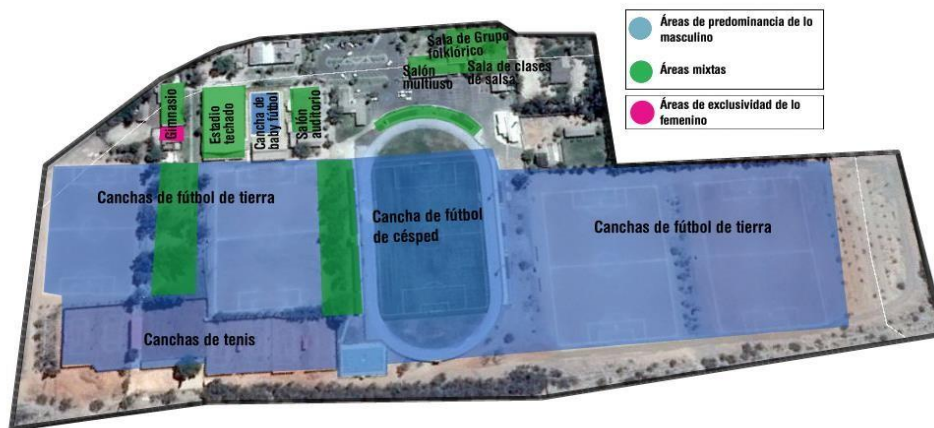 Áreas de predominancia de lo
masculino
Áreas mixtas
Áreas de exclusividad de lo
femenino
Sala de Grupo
folklórico
Salón
multiuso
Sala de clases
de salsa
Gimnasio
Estadio
techado
Cancha de
baby fútbol
Salón
auditorio
Canchas de fútbol de tierra
Cancha de fútbol
de césped
Canchas de fútbol de tierra
Canchas de tenis